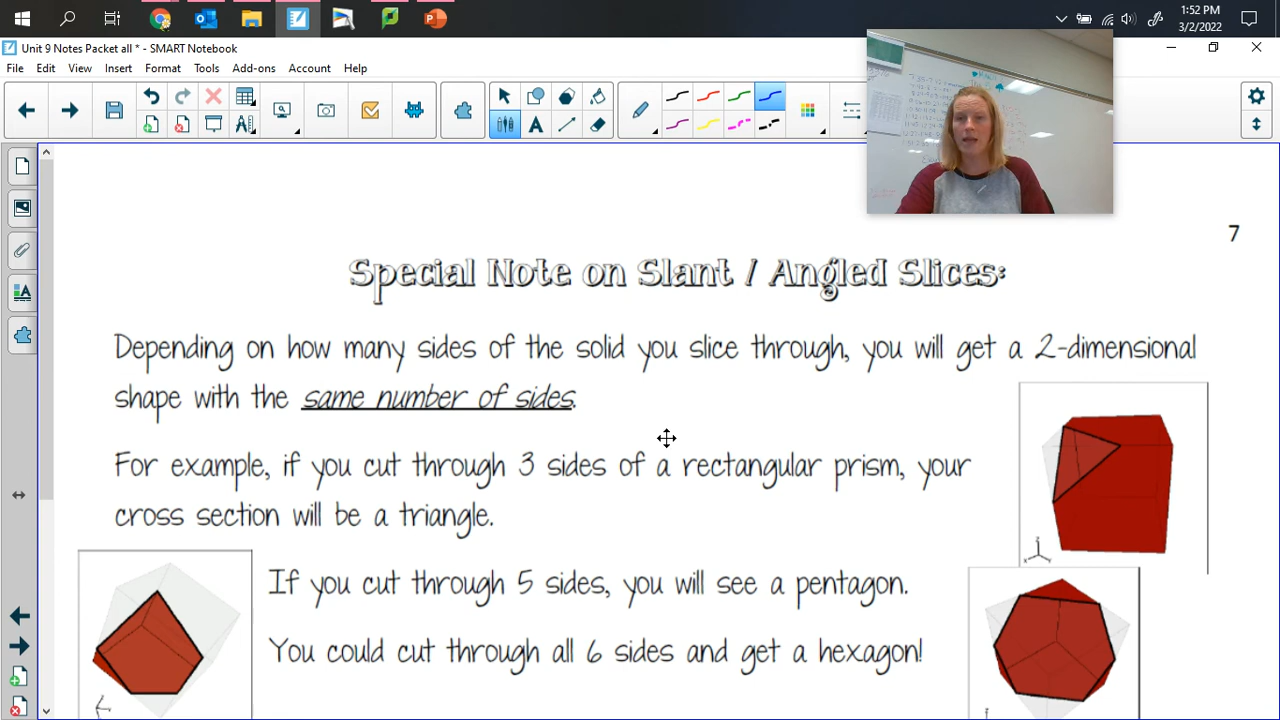 1:52 PM
3/2/2022
Unit 9 Notes Packet all * - SMART Notebook
File Edit View Insert Format Tools Add-ons Account Help
7
Special Note on Slant / Angled Slices:
Depending on how many sides of the solid you slice through, you will get a 2-dimensional
shape with the same number of sides.
For example, if you cut through 3 sides of a rectangular prism, your
cross section will be a triangle.
If you cut through 5 sides, you will see a pentagon.
You could cut through all 6 sides and get a hexagon!